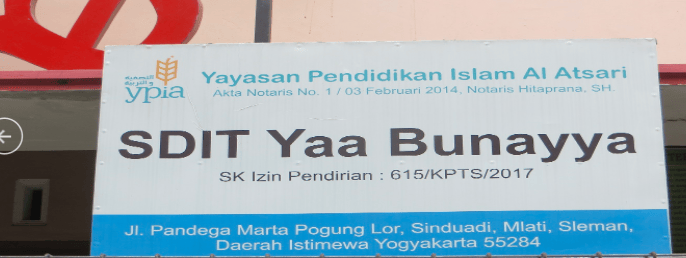 Yayasan Pendidikan Islam Al Atsari
ypia
Akta Notaris No. 1 / 03 Februari 2014, Notaris Hitaprana, SH.
SDIT Yaa Bunayya
SK Izin Pendirian : 615/KPTS/2017
Jl. Pandega Marta Pogung Lor, Sinduadi, Mlati, Sleman,
Daerah Istimewa Yogyakarta 55284